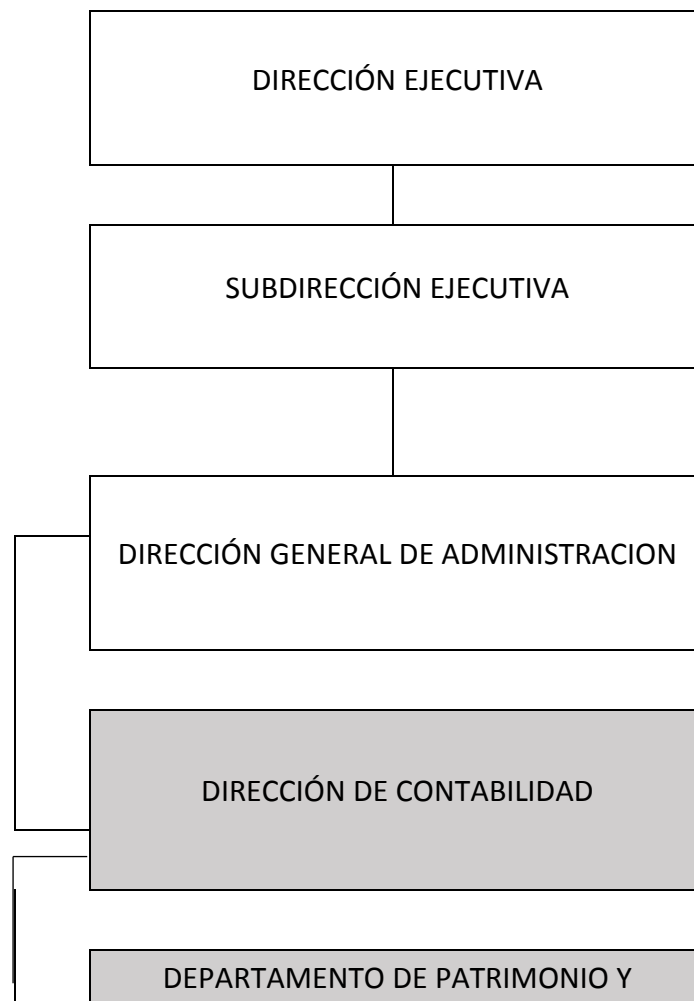 DIRECCIÓN EJECUTIVA
SUBDIRECCIÓN EJECUTIVA
DIRECCIÓN GENERAL DE ADMINISTRACION
DIRECCIÓN DE CONTABILIDAD
DEPARTAMENTO DE PATRIMONIO Y